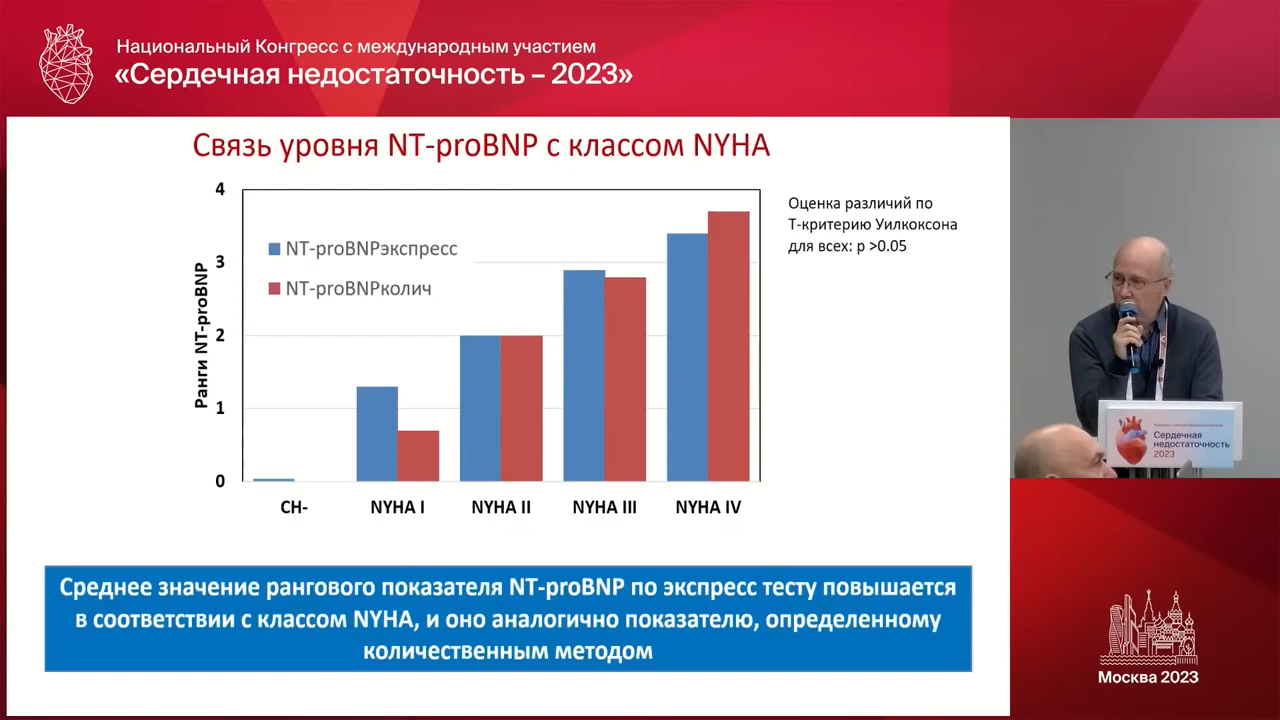 Национальный Конгресс с международным участием
«Сердечная недостаточность – 2023»
Связь уровня NT-proBNP с классом NYHA
Оценка различий по
Т-критерию Уилкоксона
для всех: p >0.05
Ранги NT-proBNP
4
3
2
1
0
NT-proBNPэкспресс
NT-proBNPколич
СН-
NYHA I
NYHA II
NYHA III
NYHA IV
Среднее значение рангового показателя NT-proBNP по экспресс тесту повышается
в соответствии с классом NYHA, и оно аналогично показателю, определенному
количественным методом
Сердечная
недостаточность
2023
Москва 2023